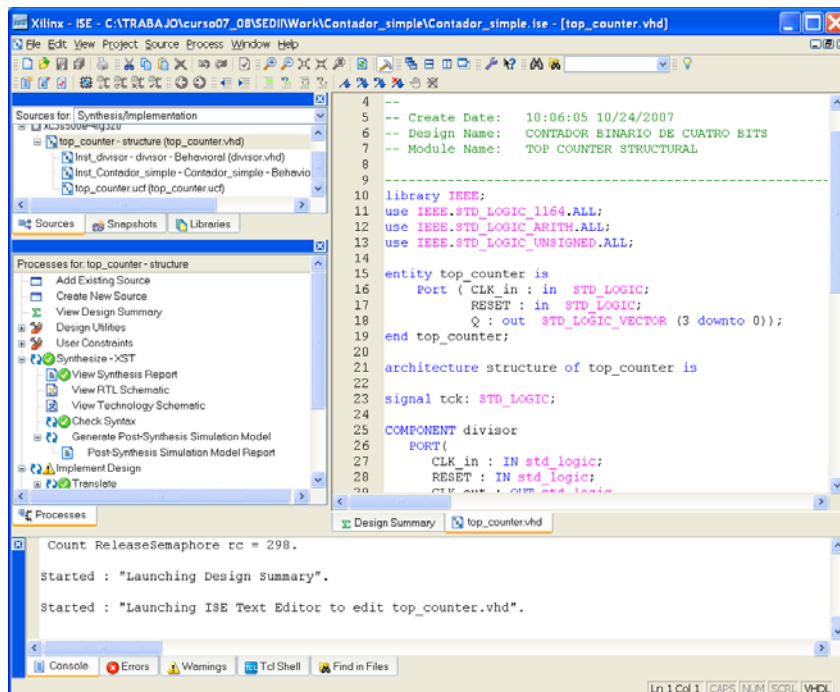 Xilinx - ISE - C:\TRABAJO\curso07_08\SEDII\Work\Contador_simple\Contador_simple.ise - [top_counter.vhd]
File Edit View Project Source Process Window Help
Sources for: Synthesis/Implementation
top_counter - structure (top_counter.vhd)
Inst_divisor - divisor - Behavioral (divisor.vhd)
Inst_Contador_simple - Contador_simple - Behavio
top_counter.ucf (top_counter.ucf)
Sources Snapshots Libraries
Processes for: top_counter - structure
Add Existing Source
Create New Source
View Design Summary
Design Utilities
User Constraints
Synthesize - XST
View Synthesis Report
View RTL Schematic
View Technology Schematic
Check Syntax
Generate Post-Synthesis Simulation Model
Post-Synthesis Simulation Model Report
Implement Design
Translate
Processes
4 --
5 -- Create Date: 10:06:05 10/24/2007
6 -- Design Name: CONTADOR BINARIO DE CUATRO BITS
7 -- Module Name: TOP COUNTER STRUCTURAL
8
9 ----------------------------------------------------
10 library IEEE;
11 use IEEE.STD_LOGIC_1164.ALL;
12 use IEEE.STD_LOGIC_ARITH.ALL;
13 use IEEE.STD_LOGIC_UNSIGNED.ALL;
14
15 entity top_counter is
16 Port ( CLK_in : in STD_LOGIC;
17 RESET : in STD_LOGIC;
18 Q : out STD_LOGIC_VECTOR (3 downto 0));
19 end top_counter;
20
21 architecture structure of top_counter is
22
23 signal tck: STD_LOGIC;
24
25 COMPONENT divisor
26 PORT(
27 CLK_in : IN std_logic;
28 RESET : IN std_logic;
29 CLK_out : OUT std_logic
Design Summary top_counter.vhd
Count ReleaseSemaphore rc = 298.
Started : "Launching Design Summary".
Started : "Launching ISE Text Editor to edit top_counter.vhd".
Console Errors Warnings Tcl Shell Find in Files
Ln 1 Col 1 CAPS NUM SCRL VHDL